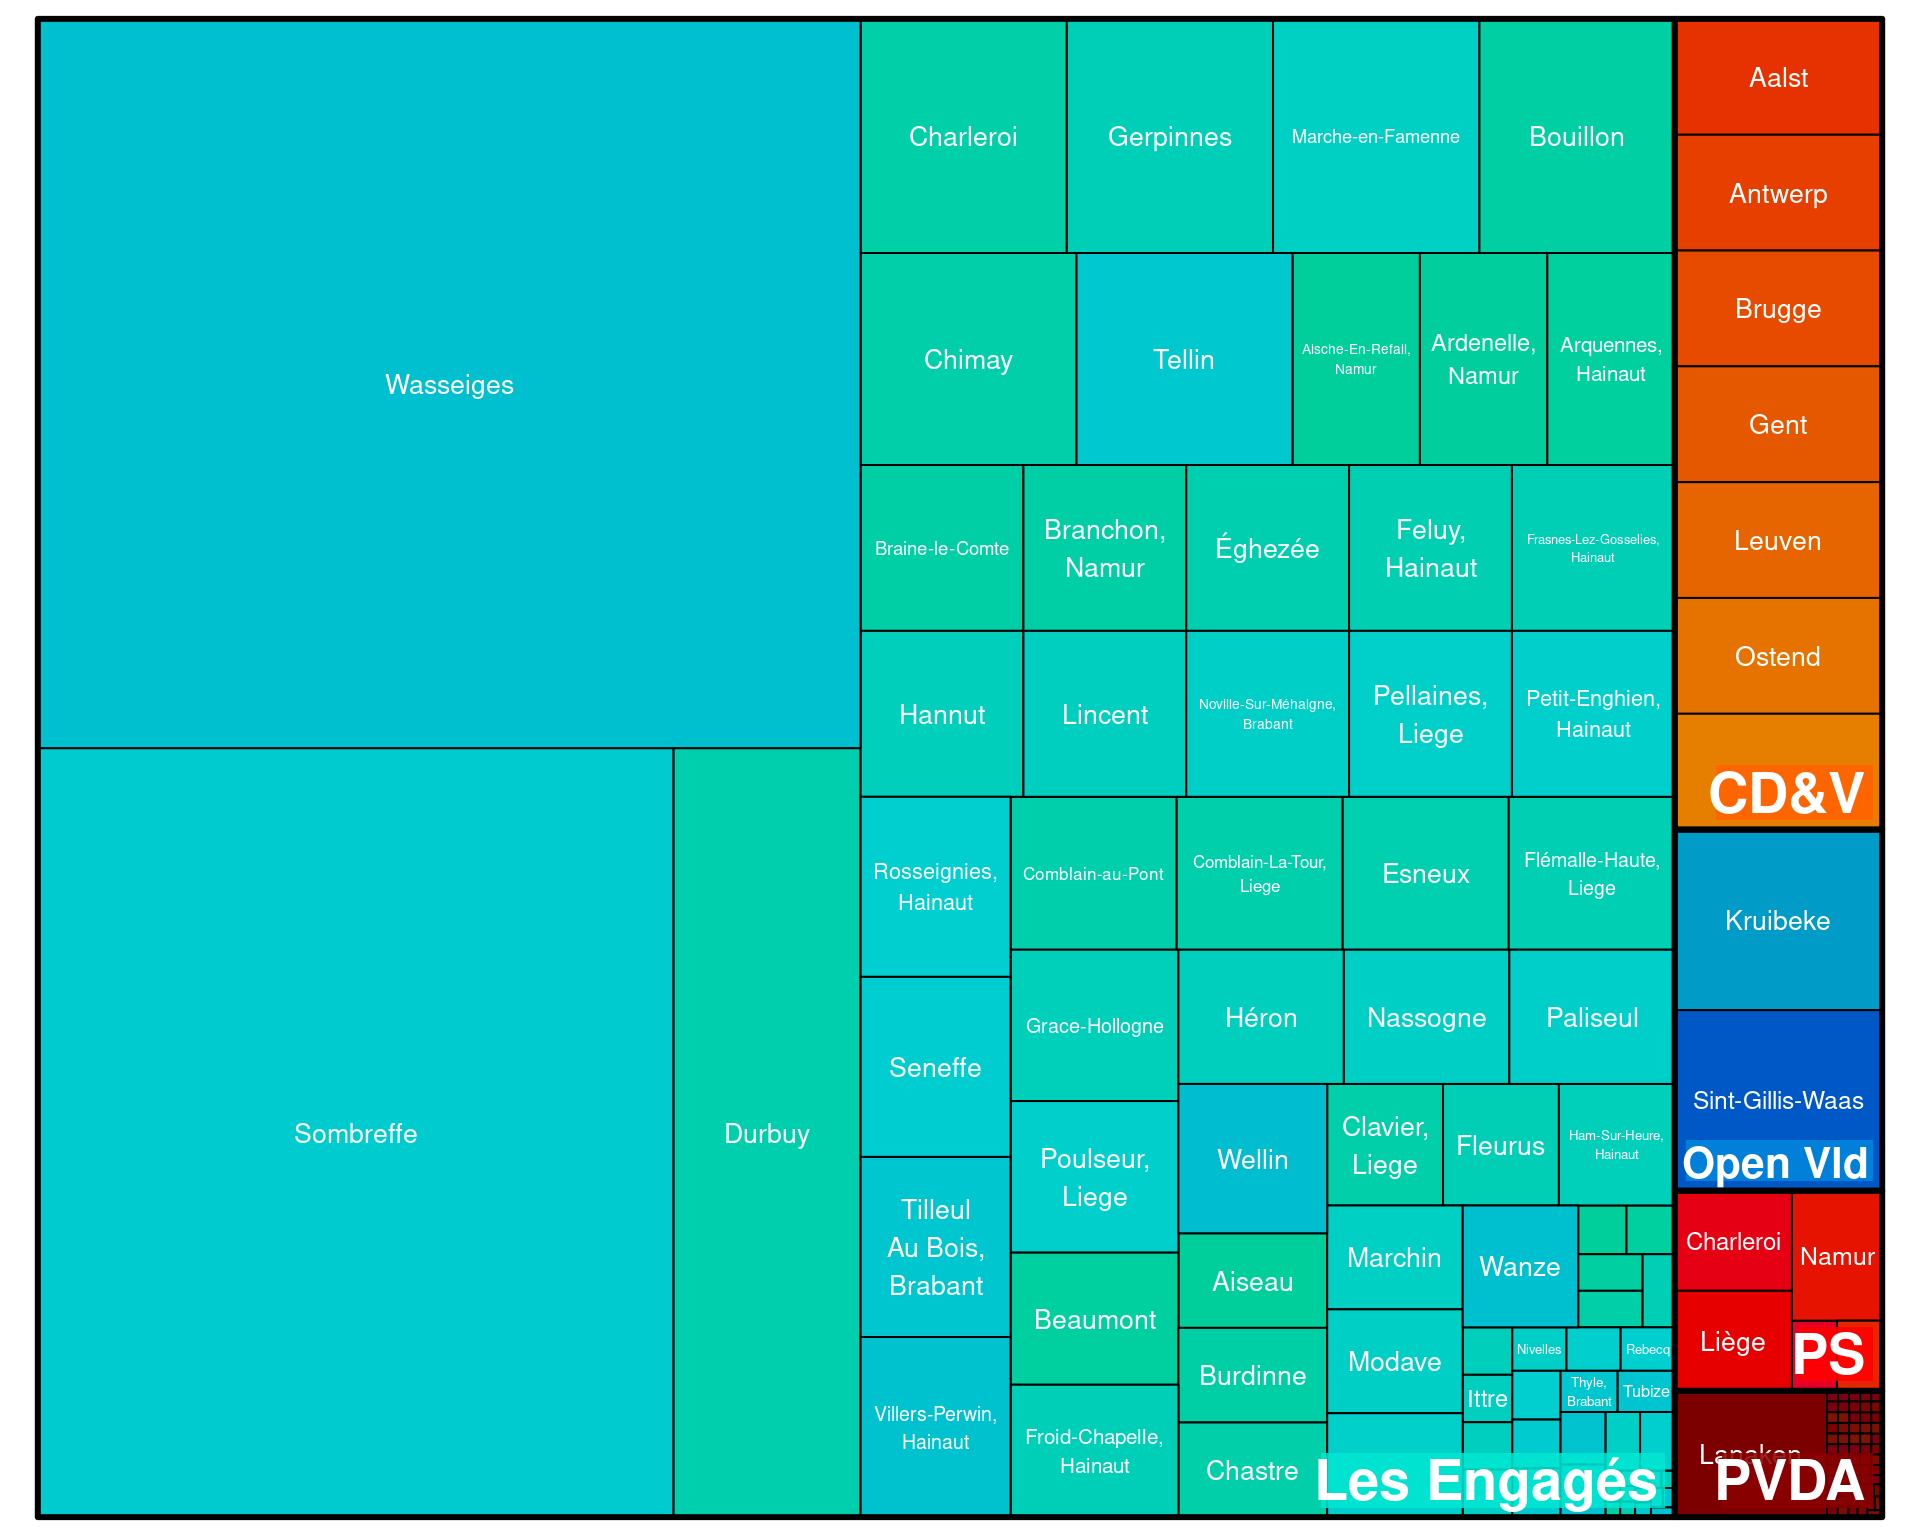 Wasseiges
Sombreffe
Durbuy
Charleroi
Gerpinnes
Marche-en-Famenne
Bouillon
Chimay
Tellin
Aische-En-Refail,
Namur
Ardenelle,
Namur
Arquennes,
Hainaut
Braine-le-Comte
Branchon,
Namur
Éghezée
Feluy,
Hainaut
Frasnes-Lez-Gosselies,
Hainaut
Hannut
Lincent
Noville-Sur-Méhaigne,
Brabant
Pellaines,
Liege
Petit-Enghien,
Hainaut
Rosseignies,
Hainaut
Seneffe
Tilleul
Au Bois,
Brabant
Villers-Perwin,
Hainaut
Comblain-au-Pont
Comblain-La-Tour,
Liege
Esneux
Flémalle-Haute,
Liege
Grace-Hollogne
Poulseur,
Liege
Beaumont
Froid-Chapelle,
Hainaut
Héron
Nassogne
Paliseul
Wellin
Aiseau
Burdinne
Chastre
Clavier,
Liege
Fleurus
Ham-Sur-Heure,
Hainaut
Marchin
Modave
Wanze
Ittre
Nivelles
Rebecq
Thyle,
Brabant
Tubize
Les Engagés
Aalst
Antwerp
Brugge
Gent
Leuven
Ostend
CD&V
Kruibeke
Sint-Gillis-Waas
Open Vld
Charleroi
Liège
Namur
PS
Lanaken
PVDA